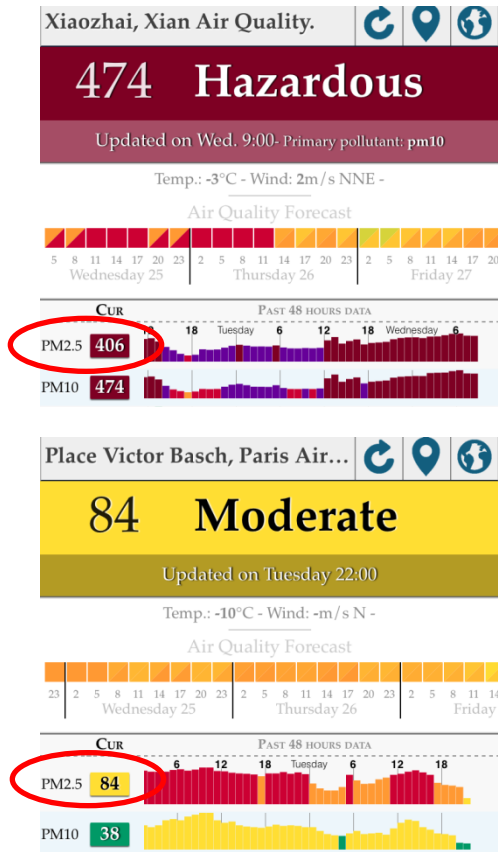 Xiaozhai, Xian Air Quality.
474 Hazardous
Updated on Wed. 9:00- Primary pollutant: pm10
Temp.: -3°C - Wind: 2m/s NNE -
Air Quality Forecast
5 8 11 14 17 20 23 2 5 8 11 14 17 20 23 2 5 8 11 14 17 20
Wednesday 25 Thursday 26 Friday 27
CUR PAST 48 HOURS DATA
18 Tuesday 6 12 18 Wednesday 6
PM2.5 406
PM10 474
Place Victor Basch, Paris Air...
84 Moderate
Updated on Tuesday 22:00
Temp.: -10°C - Wind: -m/s N -
Air Quality Forecast
23 2 5 8 11 14 17 20 23 2 5 8 11 14 17 20 23 2 5 8 11 14
Wednesday 25 Thursday 26 Friday
CUR PAST 48 HOURS DATA
6 12 18 Tuesday 6 12 18
PM2.5 84
PM10 38